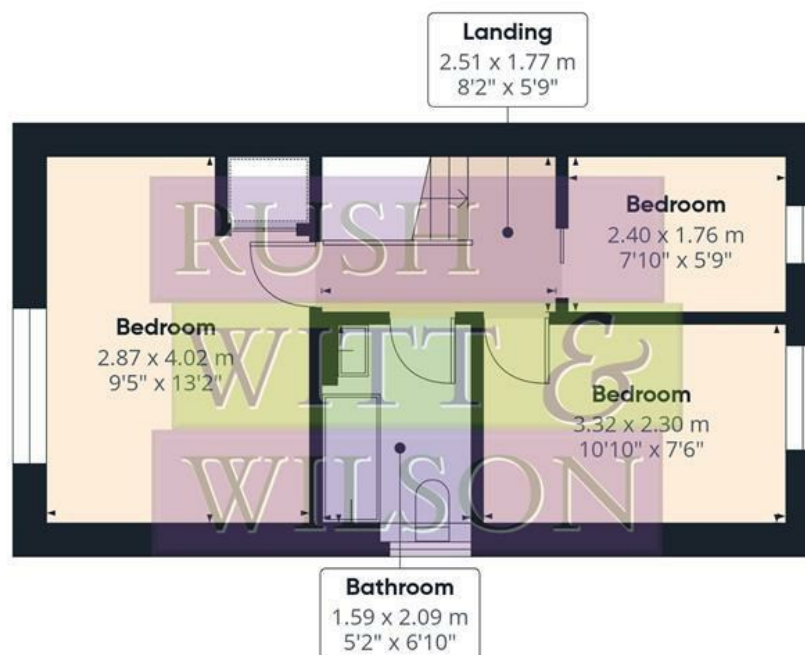 Landing
2.51 x 1.77 m
8'2" x 5'9"
Bedroom
2.40 x 1.76 m
7'10" x 5'9"
Bedroom
2.87 x 4.02 m
9'5" x 13'2"
Bedroom
3.32 x 2.30 m
10'10" x 7'6"
RUSH
WITT &
WILSON
Bathroom
1.59 x 2.09 m
5'2" x 6'10"